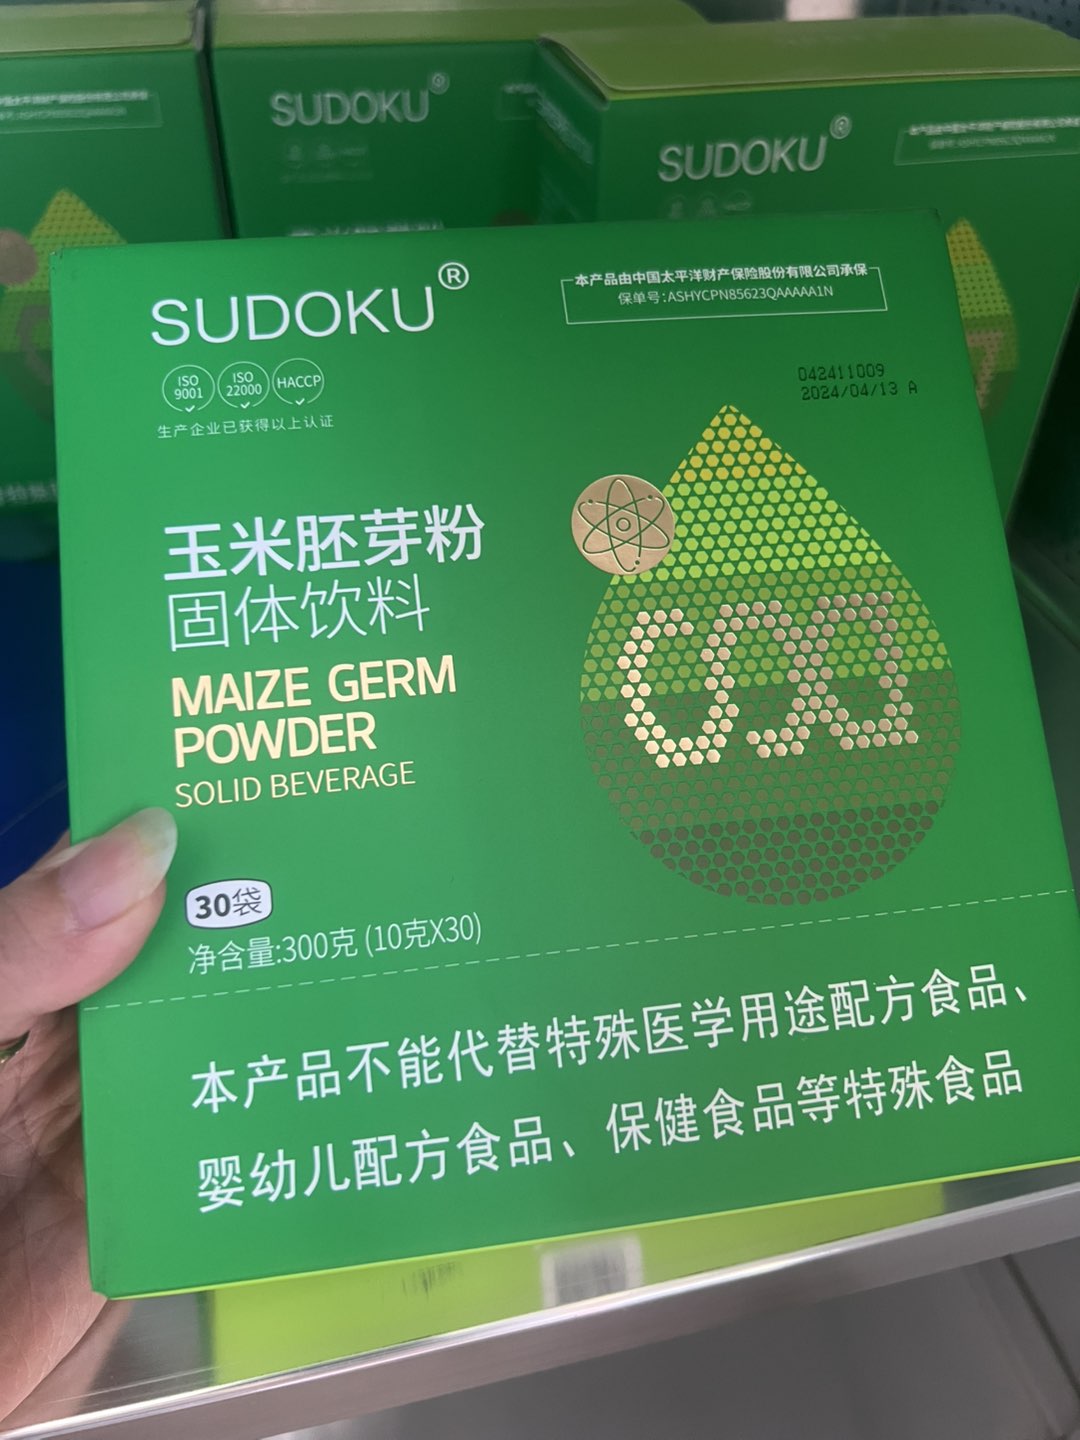 SUDOKU®
SUDOKU®
SUDOKU®
本产品由中国太平洋财产保险股份有限公司承保
保单号:ASHYCPN85623QAAAAA1N
ISO 9001
ISO 22000
HACCP
生产企业已获得以上认证
042411009
2024/04/13 A
玉米胚芽粉
固体饮料
MAIZE GERM
POWDER
SOLID BEVERAGE
30袋
净含量:300克 (10克X30)
本产品不能代替特殊医学用途配方食品、
婴幼儿配方食品、保健食品等特殊食品